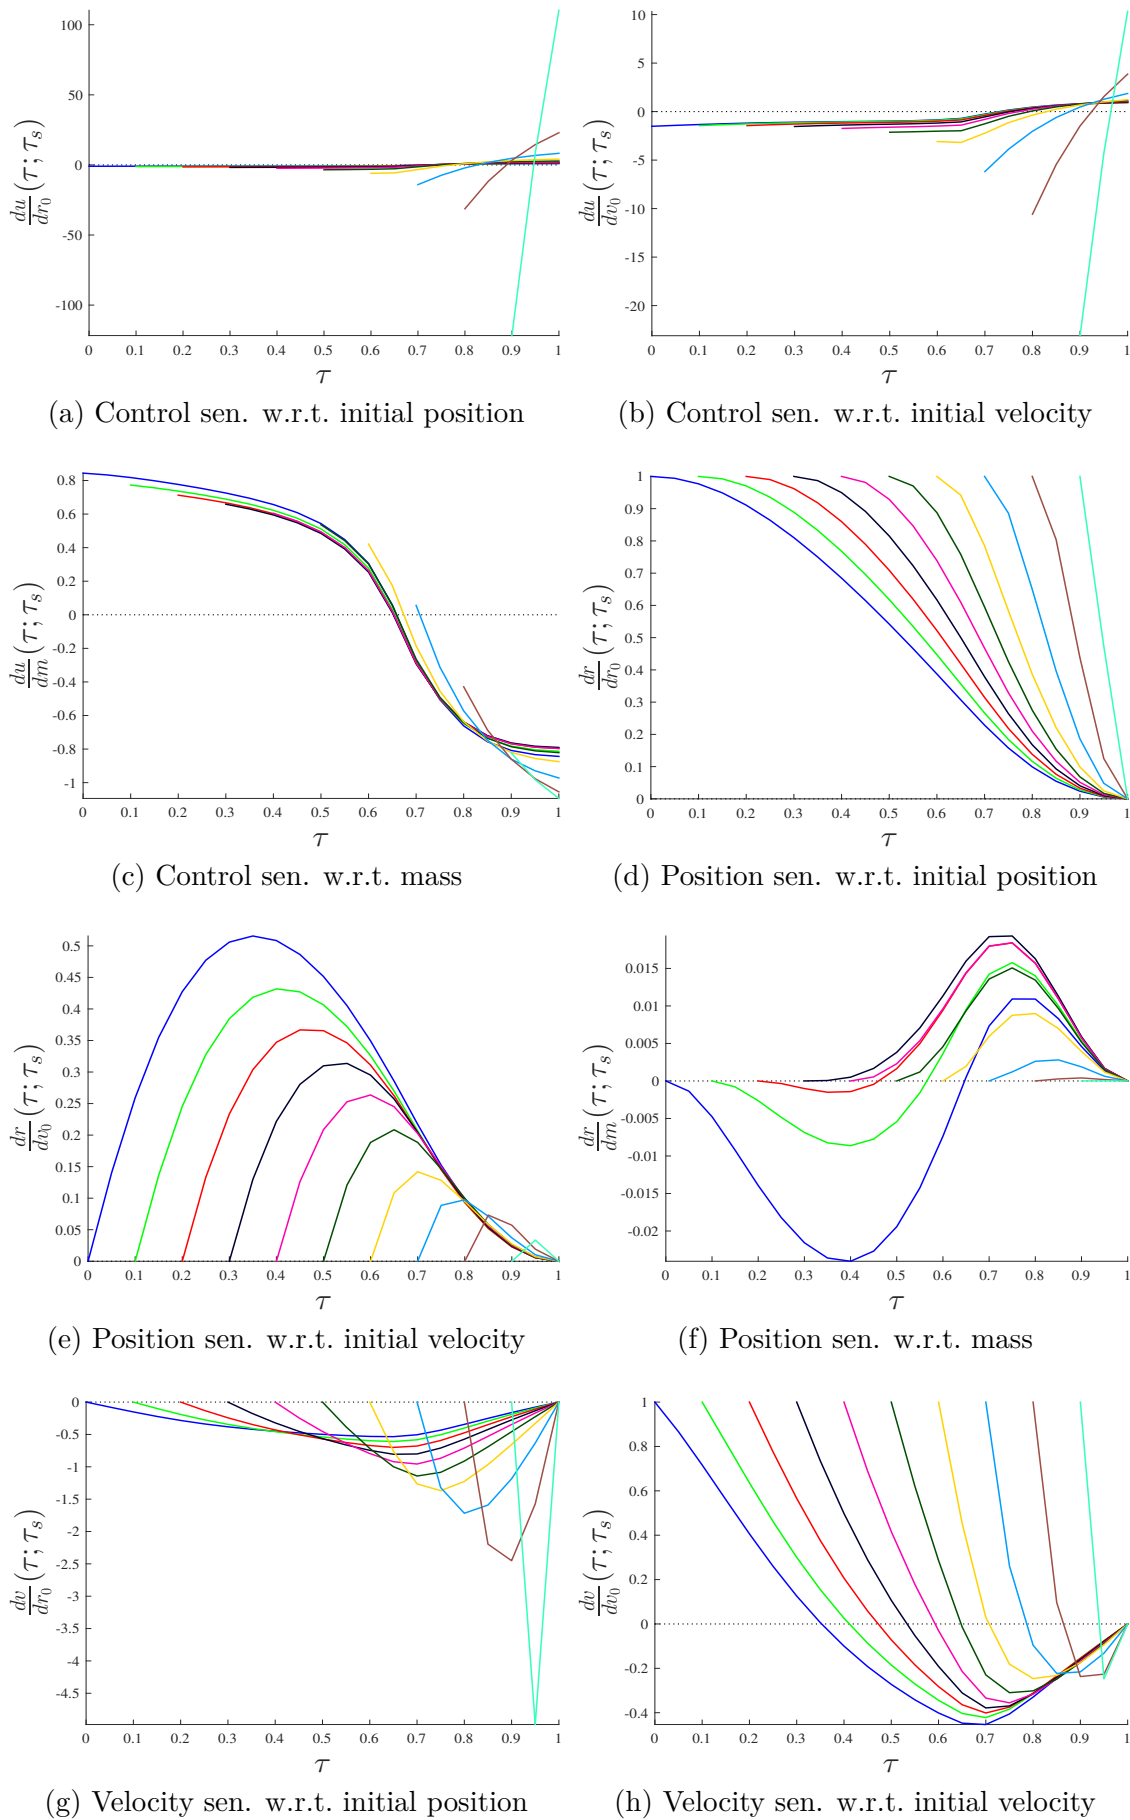 100
50
0
-50
-100
du/dr₀ (τ; τₛ)
0 0.1 0.2 0.3 0.4 0.5 0.6 0.7 0.8 0.9 1
τ
(a) Control sen. w.r.t. initial position
10
5
0
-5
-10
-15
-20
du/dv₀ (τ; τₛ)
0 0.1 0.2 0.3 0.4 0.5 0.6 0.7 0.8 0.9 1
τ
(b) Control sen. w.r.t. initial velocity
0.8
0.6
0.4
0.2
0
-0.2
-0.4
-0.6
-0.8
-1
du/dm (τ; τₛ)
0 0.1 0.2 0.3 0.4 0.5 0.6 0.7 0.8 0.9 1
τ
(c) Control sen. w.r.t. mass
1
0.9
0.8
0.7
0.6
0.5
0.4
0.3
0.2
0.1
0
dr/dr₀ (τ; τₛ)
0 0.1 0.2 0.3 0.4 0.5 0.6 0.7 0.8 0.9 1
τ
(d) Position sen. w.r.t. initial position
0.5
0.45
0.4
0.35
0.3
0.25
0.2
0.15
0.1
0.05
0
dr/dv₀ (τ; τₛ)
0 0.1 0.2 0.3 0.4 0.5 0.6 0.7 0.8 0.9 1
τ
(e) Position sen. w.r.t. initial velocity
0.015
0.01
0.005
0
-0.005
-0.01
-0.015
-0.02
dr/dm (τ; τₛ)
0 0.1 0.2 0.3 0.4 0.5 0.6 0.7 0.8 0.9 1
τ
(f) Position sen. w.r.t. mass
0
-0.5
-1
-1.5
-2
-2.5
-3
-3.5
-4
-4.5
dv/dr₀ (τ; τₛ)
0 0.1 0.2 0.3 0.4 0.5 0.6 0.7 0.8 0.9 1
τ
(g) Velocity sen. w.r.t. initial position
1
0.8
0.6
0.4
0.2
0
-0.2
-0.4
dv/dv₀ (τ; τₛ)
0 0.1 0.2 0.3 0.4 0.5 0.6 0.7 0.8 0.9 1
τ
(h) Velocity sen. w.r.t. initial velocity